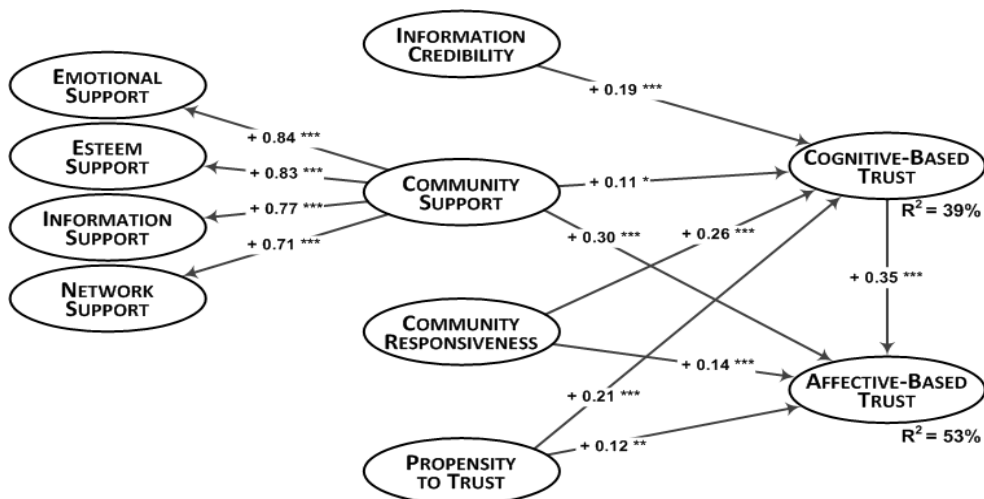 INFORMATION
CREDIBILITY
EMOTIONAL
SUPPORT
+ 0.19 ***
+ 0.84 ***
ESTEEM
SUPPORT
+ 0.83 ***
COMMUNITY
SUPPORT
+ 0.11 *
COGNITIVE-BASED
TRUST
R² = 39%
INFORMATION
SUPPORT
+ 0.77 ***
+ 0.71 ***
+ 0.30 ***
+ 0.26 ***
NETWORK
SUPPORT
+ 0.35 ***
COMMUNITY
RESPONSIVENESS
+ 0.14 ***
AFFECTIVE-BASED
TRUST
R² = 53%
+ 0.21 ***
+ 0.12 **
PROPENSITY
TO TRUST